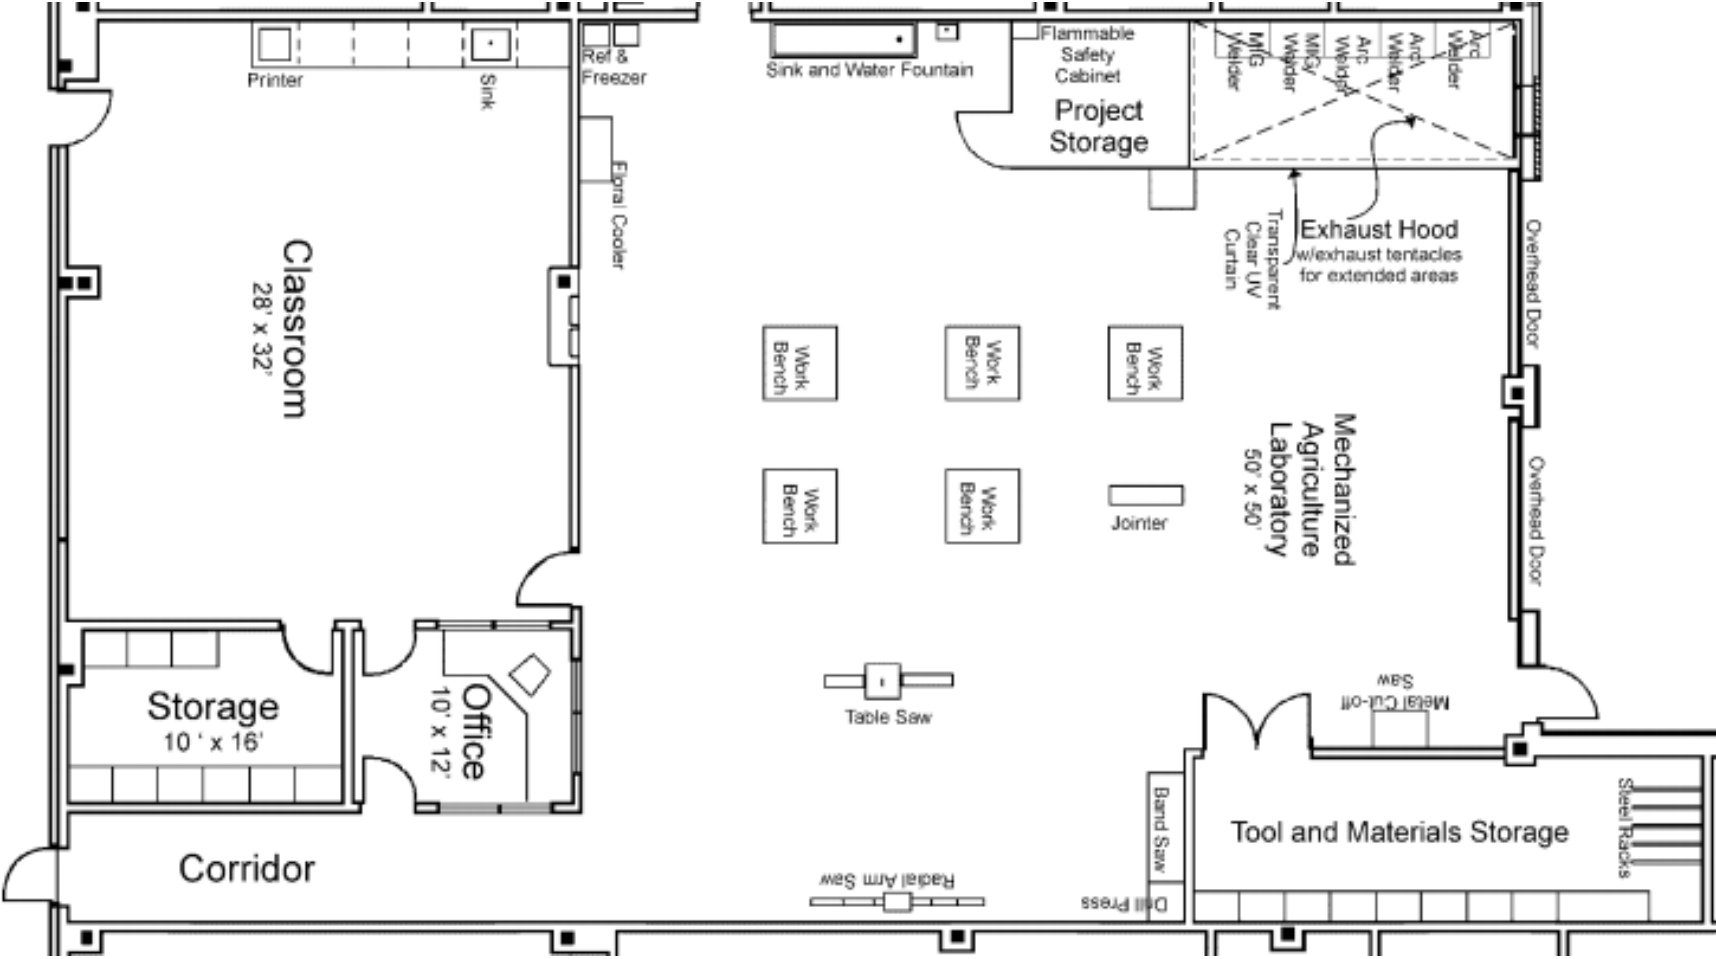 Printer
Sink
Ref &
Freezer
Sink and Water Fountain
Flammable
Safety
Cabinet
Project
Storage
MIG
Welder
MIG
Welder
Arc
Welder
Arc
Welder
Arc
Welder
Floral Cooler
Classroom
28' x 32'
Transparent
Clear UV
Curtain
Exhaust Hood
w/exhaust tentacles
for extended areas
Overhead Door
Work
Bench
Work
Bench
Work
Bench
Work
Bench
Work
Bench
Jointer
Mechanized
Agriculture
Laboratory
50' x 50'
Overhead Door
Storage
10 ' x 16'
Office
10' x 12'
Table Saw
Metal Cut-off
Saw
Corridor
Radial Arm Saw
Band Saw
Drill Press
Tool and Materials Storage
Steel Racks